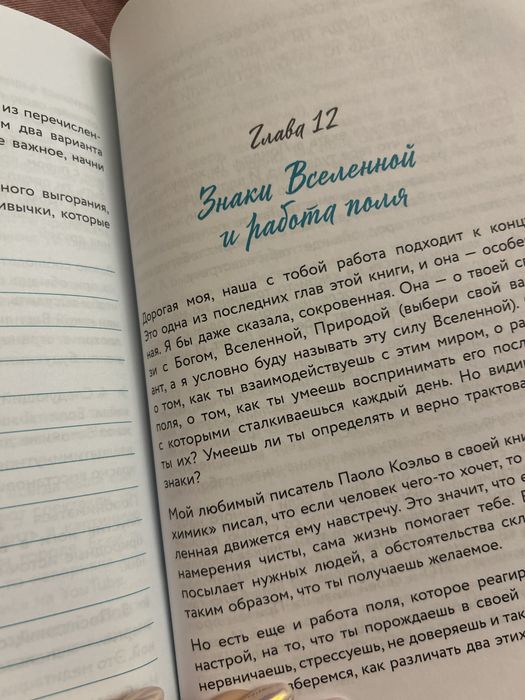 из перечислен-
м два варианта
е важное, начни
ного выгорания,
ивычки, которые
Глава 12
Знаки Вселенной
и работа поля
Дорогая моя, наша с тобой работа подходит к конц
Это одна из последних глав этой книги, и она — особе
ная. Я бы даже сказала, сокровенная. Она — о твоей с
зи с Богом, Вселенной, Природой (выбери свой ва
ант, а я условно буду называть эту силу Вселенной).
о том, как ты взаимодействуешь с этим миром, о ра
поля, о том, как ты умеешь воспринимать его посл
с которыми сталкиваешься каждый день. Но види
ты их? Умеешь ли ты определять и верно трактова
знаки?
Мой любимый писатель Паоло Коэльо в своей кни
химик» писал, что если человек чего-то хочет, то
ленная движется ему навстречу. Это значит, что е
намерения чисты, сама жизнь помогает тебе.
посылает нужных людей, а обстоятельства скл
таким образом, что ты получаешь желаемое.
Но есть еще и работа поля, которое реагир
настрой, на то, что ты порождаешь в своей
нервничаешь, стрессуешь, не доверяешь и так
беремся, как различать два этих